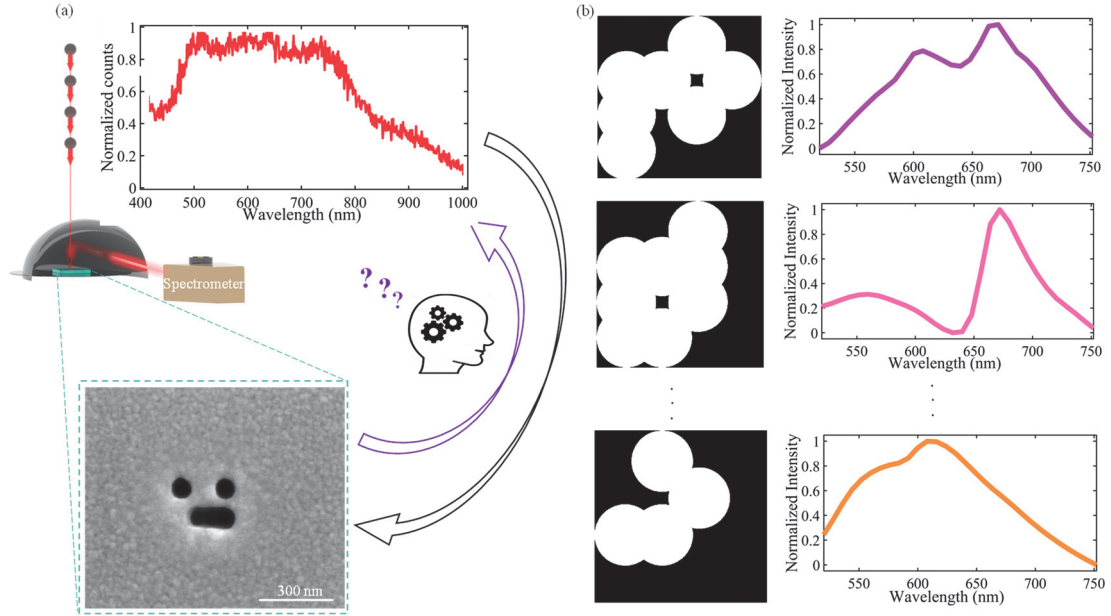 (a)
Normalized counts
1
0.8
0.6
0.4
0.2
0
400 500 600 700 800 900 1000
Wavelength (nm)
Spectrometer
? ? ?
300 nm
(b)
Normalized Intensity
1
0.8
0.6
0.4
0.2
0
550 600 650 700 750
Wavelength (nm)
Normalized Intensity
1
0.8
0.6
0.4
0.2
0
550 600 650 700 750
Wavelength (nm)
Normalized Intensity
1
0.8
0.6
0.4
0.2
0
550 600 650 700 750
Wavelength (nm)